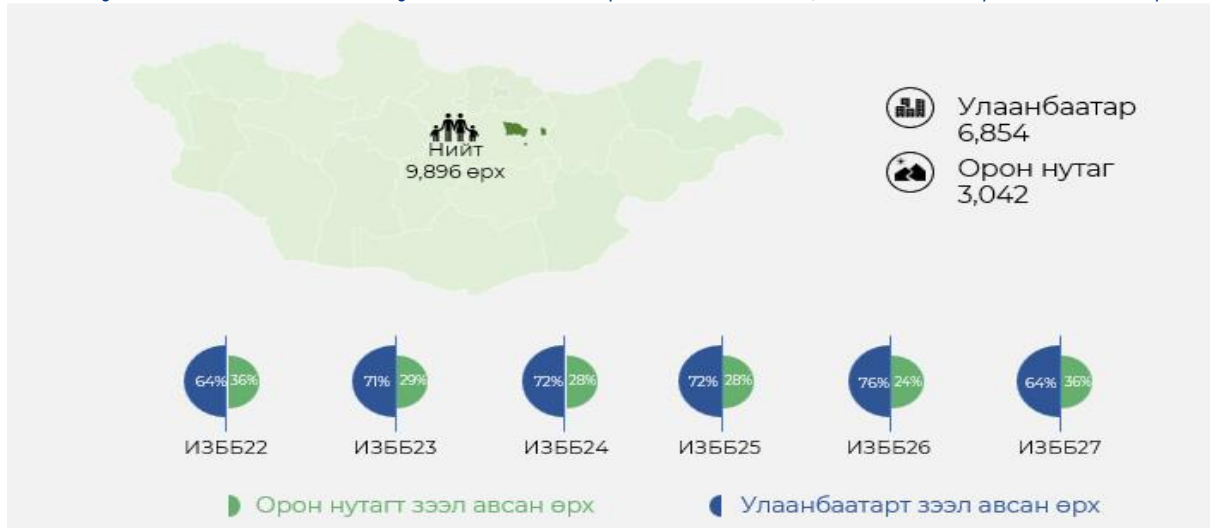 Нийт
9,896 өрх
Улаанбаатар
6,854
Орон нутаг
3,042
64% 36%
71% 29%
72% 28%
72% 28%
76% 24%
64% 36%
ИЗББ22
ИЗББ23
ИЗББ24
ИЗББ25
ИЗББ26
ИЗББ27
Орон нутагт зээл авсан өрх
Улаанбаатарт зээл авсан өрх